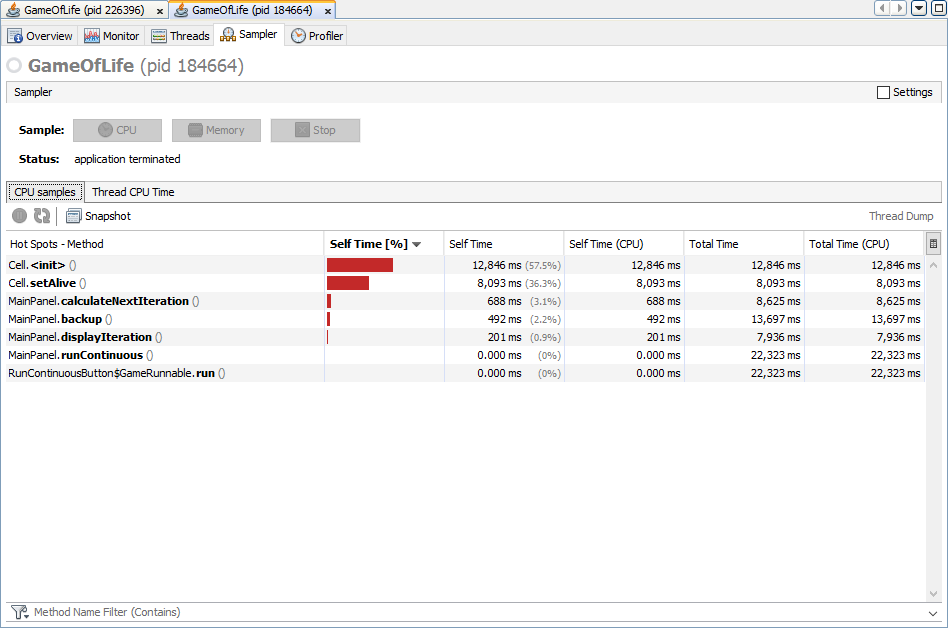 GameOfLife (pid 226396) x GameOfLife (pid 184664) x
Overview Monitor Threads Sampler Profiler
GameOfLife (pid 184664)
Sampler Settings
Sample: CPU Memory Stop
Status: application terminated
CPU samples Thread CPU Time
Snapshot Thread Dump
Hot Spots - Method Self Time [%] Self Time Self Time (CPU) Total Time Total Time (CPU)
Cell.<init> () 12,846 ms (57.5%) 12,846 ms 12,846 ms 12,846 ms
Cell.setAlive () 8,093 ms (36.3%) 8,093 ms 8,093 ms 8,093 ms
MainPanel.calculateNextIteration () 688 ms (3.1%) 688 ms 8,625 ms 8,625 ms
MainPanel.backup () 492 ms (2.2%) 492 ms 13,697 ms 13,697 ms
MainPanel.displayIteration () 201 ms (0.9%) 201 ms 7,936 ms 7,936 ms
MainPanel.runContinuous () 0.000 ms (0%) 0.000 ms 22,323 ms 22,323 ms
RunContinuousButton$GameRunnable.run () 0.000 ms (0%) 0.000 ms 22,323 ms 22,323 ms
Method Name Filter (Contains)